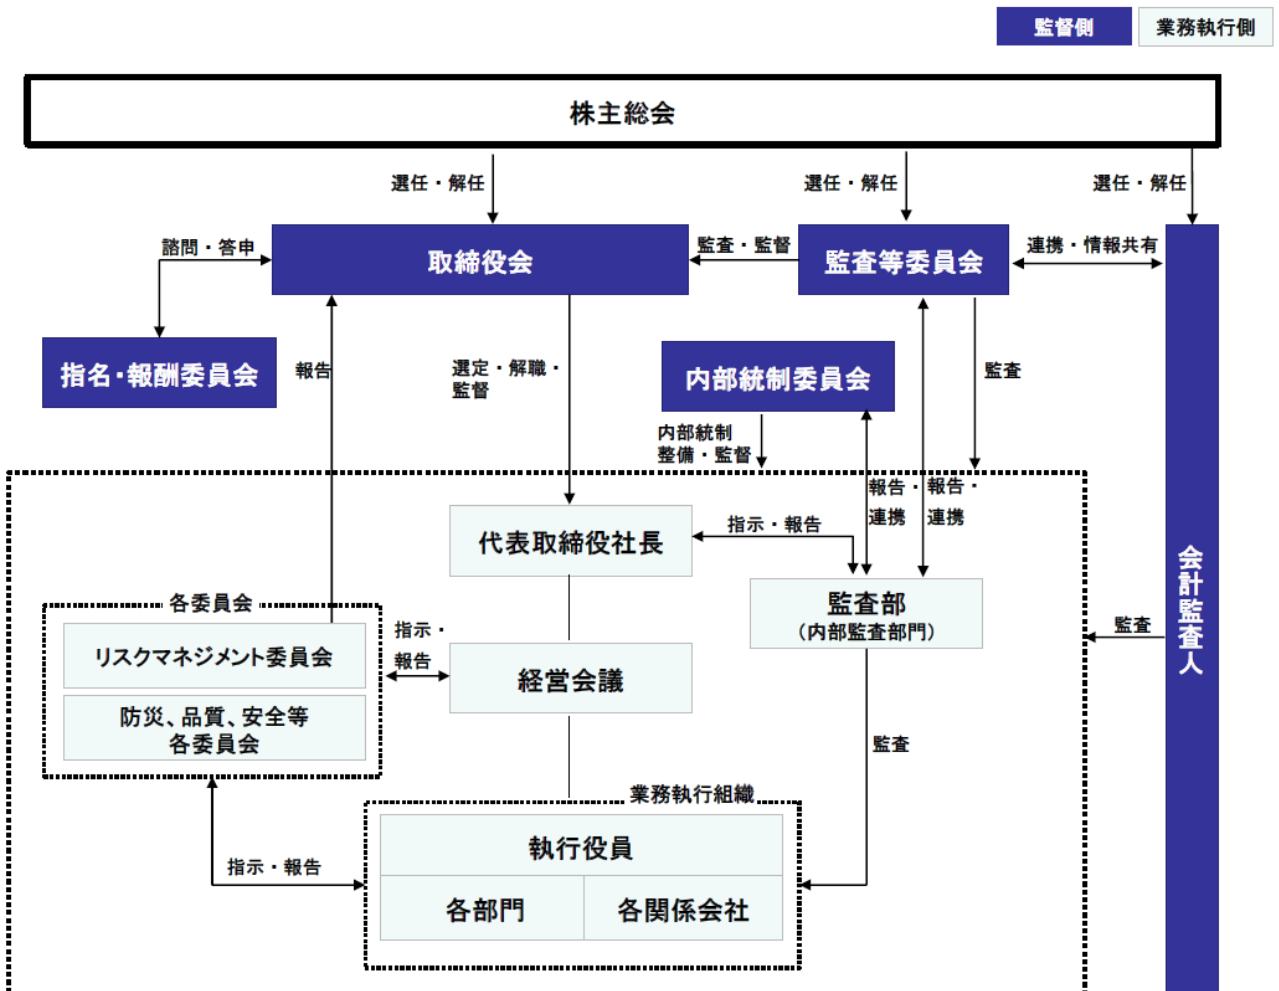 監督側
業務執行側
株主総会
選任・解任
選任・解任
選任・解任
諮問・答申
取締役会
監査・監督
監査等委員会
連携・情報共有
指名・報酬委員会
報告
選定・解職・
監督
内部統制委員会
監査
内部統制
整備・監督
報告・
連携
報告・
連携
代表取締役社長
指示・報告
監査部
（内部監査部門）
会計監査人
監査
各委員会
リスクマネジメント委員会
防災、品質、安全等
各委員会
指示・
報告
経営会議
監査
業務執行組織
執行役員
各部門
各関係会社
指示・報告